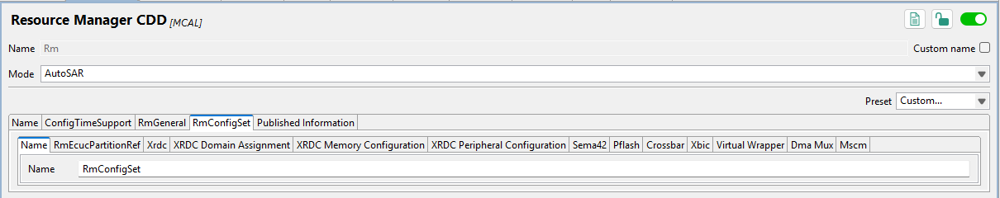 Resource Manager CDD [MCAL]
Name Rm Custom name
Mode AutoSAR
Preset Custom...
Name ConfigTimeSupport RmGeneral RmConfigSet Published Information
Name RmEcucPartitionRef Xrdc XRDC Domain Assignment XRDC Memory Configuration XRDC Peripheral Configuration Sema42 Pflash Crossbar Xbic Virtual Wrapper Dma Mux Mscm
Name RmConfigSet